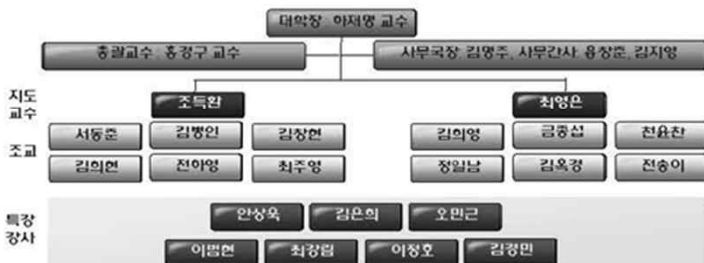 대학장 : 하재명 교수
총괄교수 : 홍경구 교수
사무국장: 김명주, 사무간사: 용창준, 김지영
지도
교수
조득환
최영은
조교
서동준
김병인
김창현
김희영
금종섭
천윤찬
김희현
전하영
최주영
정일남
김옥경
전송이
특강
강사
안상욱
김은희
오민근
이범현
최강림
이정호
김경민